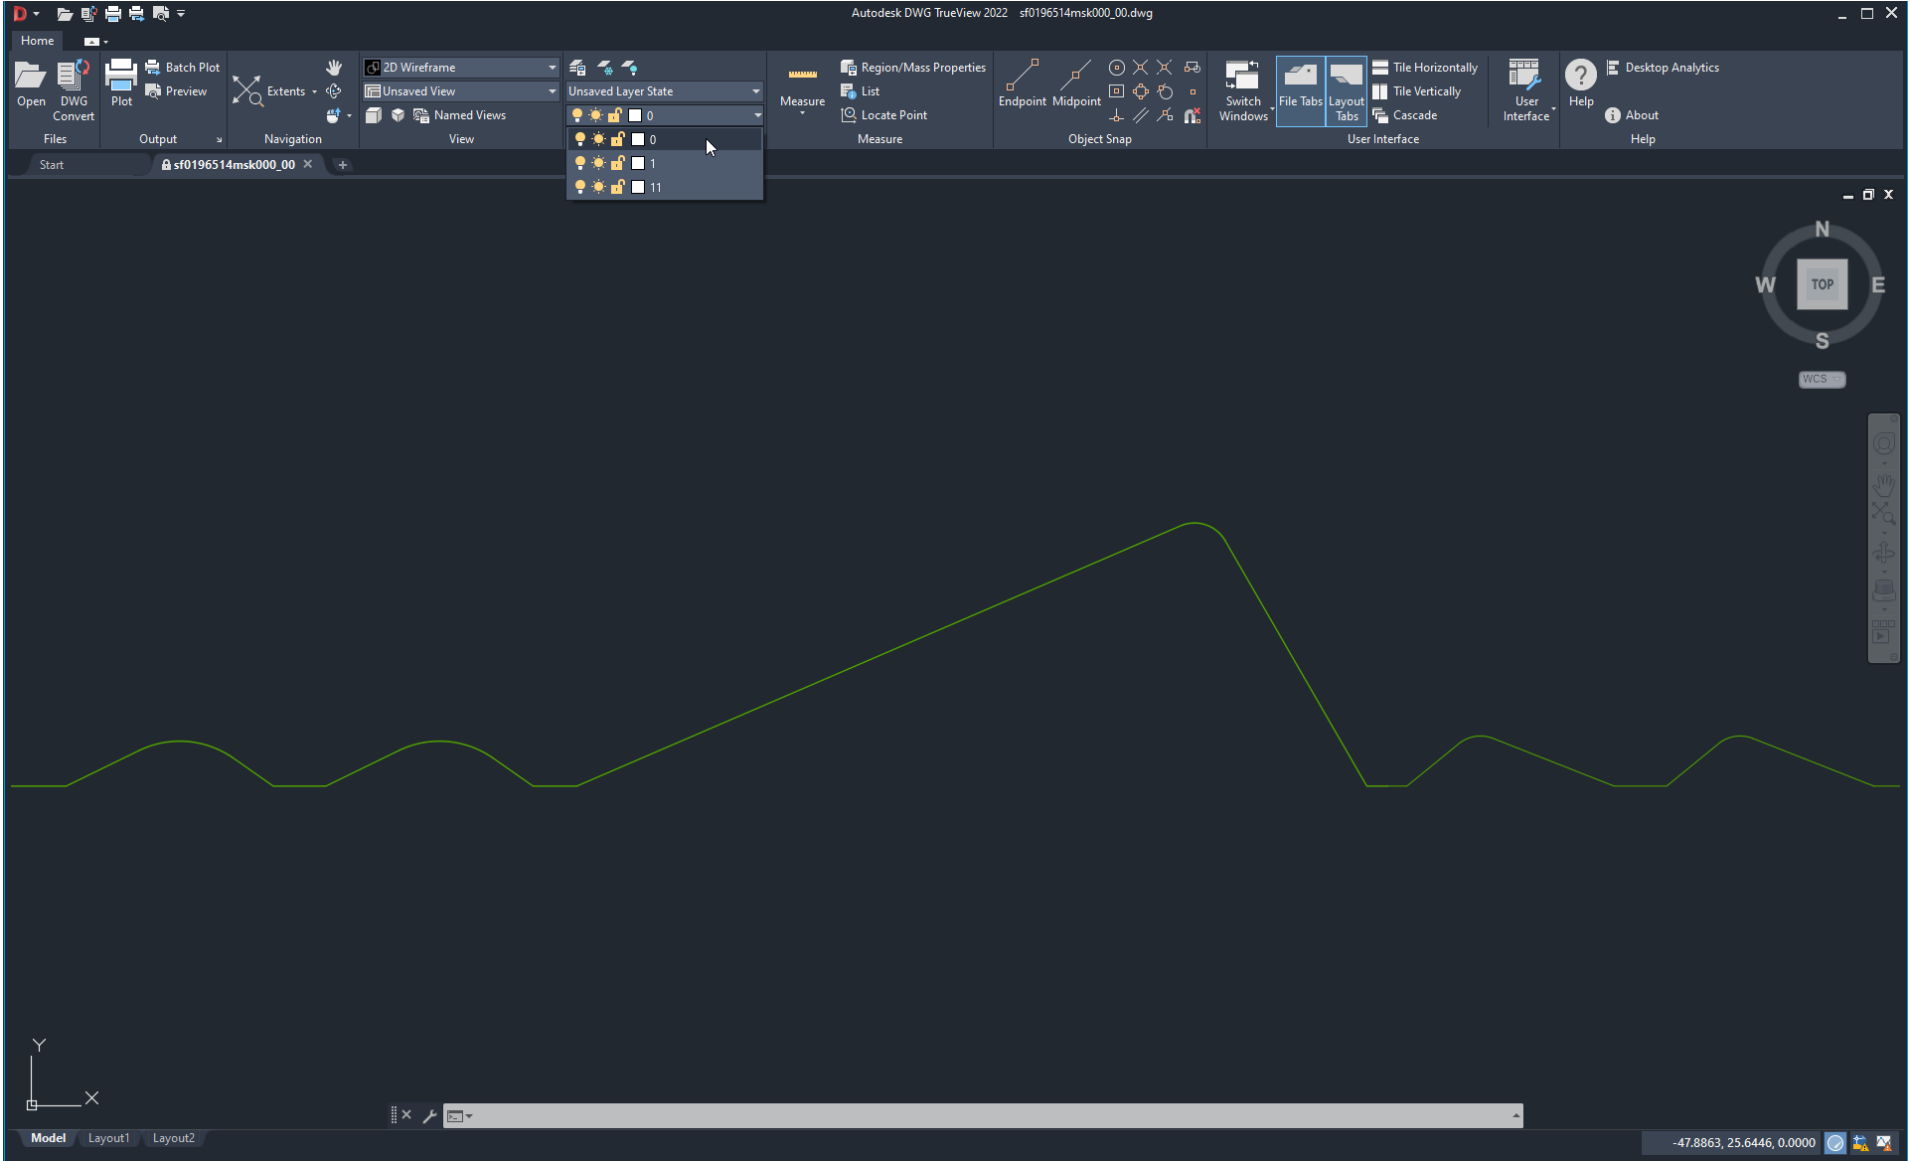 Autodesk DWG TrueView 2022 sf0196514msk000_00.dwg
Home
Open
DWG Convert
Files
Plot
Batch Plot
Preview
Output
Extents
Navigation
2D Wireframe
Unsaved View
Named Views
View
Unsaved Layer State
0
0
1
11
Measure
Region/Mass Properties
List
Locate Point
Measure
Endpoint
Midpoint
Object Snap
Switch Windows
File Tabs
Layout Tabs
Tile Horizontally
Tile Vertically
Cascade
User Interface
User Interface
Help
Desktop Analytics
About
Help
Start
sf0196514msk000_00
N
W
TOP
E
S
WCS
Y
X
Model
Layout1
Layout2
-47.8863, 25.6446, 0.0000